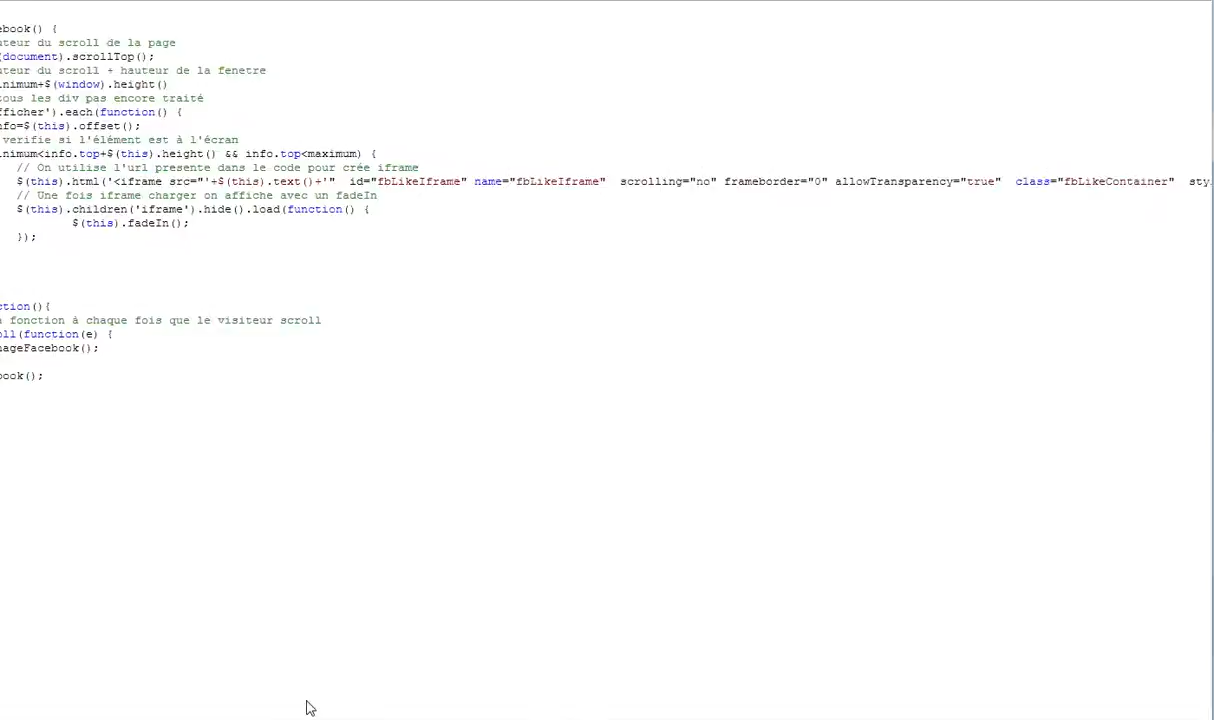 ebook() {
uteur du scroll de la page
(document).scrollTop();
uteur du scroll + hauteur de la fenetre
nimum+$(window).height()
tous les div pas encore traité
fficher').each(function() {
nfo=$(this).offset();
verifie si l'élément est à l'écran
nimum<info.top+$(this).height() && info.top<maximum) {
// On utilise l'url presente dans le code pour crée iframe
$(this).html('<iframe src="'+$(this).text()+'"  id="fbLikeIframe" name="fbLikeIframe"  scrolling="no" frameborder="0" allowTransparency="true"  class="fbLikeContainer"  sty
// Une fois iframe charger on affiche avec un fadeIn
$(this).children('iframe').hide().load(function() {
$(this).fadeIn();
});
ction(){
a fonction à chaque fois que le visiteur scroll
oll(function(e) {
nageFacebook();
book();